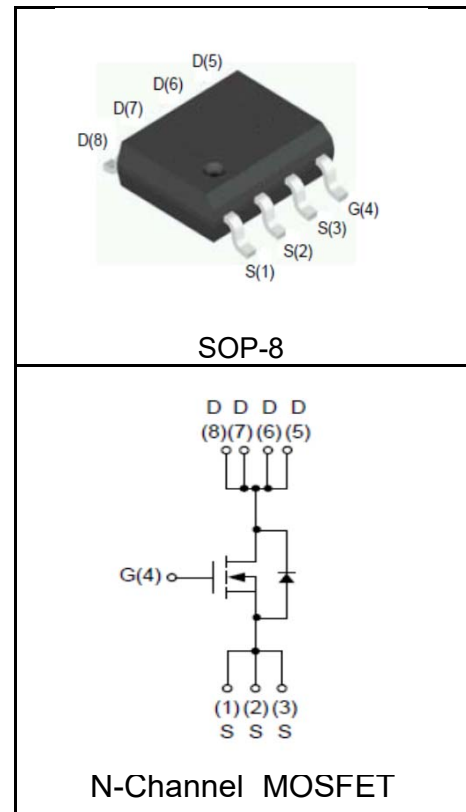 D(5)
D(6)
D(7)
D(8)
G(4)
S(3)
S(2)
S(1)
SOP-8
D D D D
(8)(7)(6)(5)
G(4)
(1)(2)(3)
S S S
N-Channel MOSFET